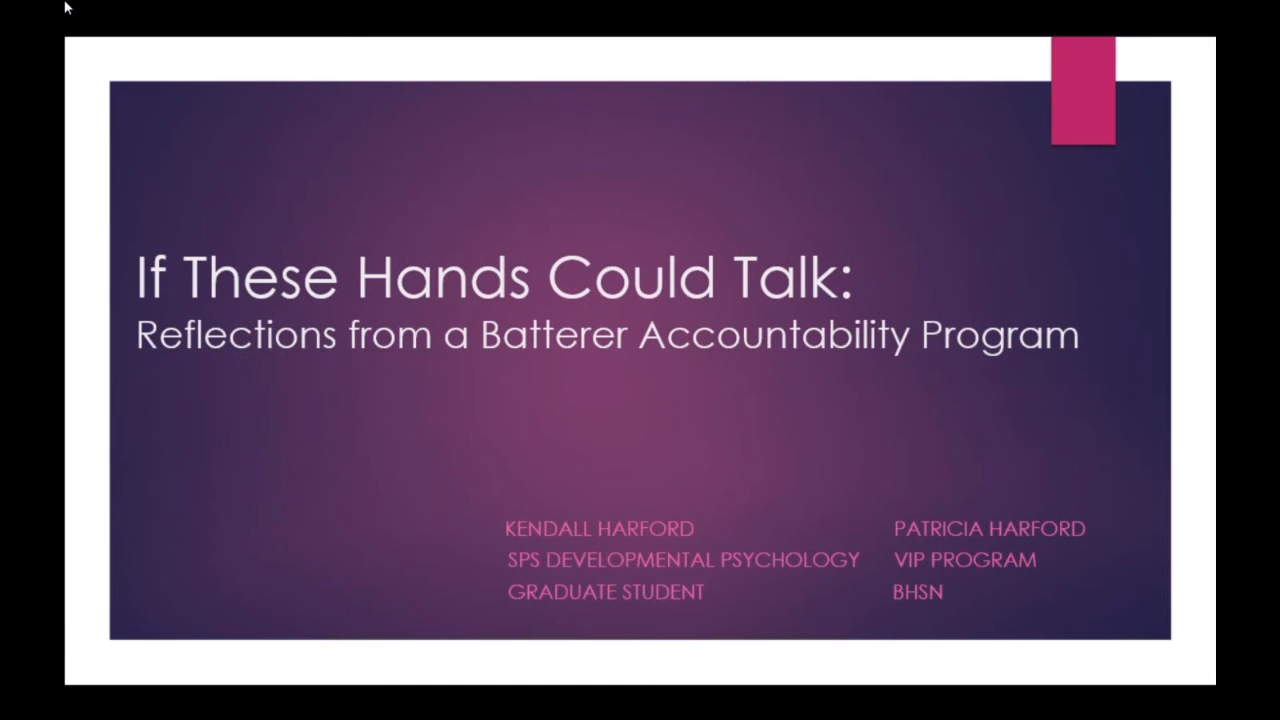 If These Hands Could Talk:
Reflections from a Batterer Accountability Program
KENDALL HARFORD
SPS DEVELOPMENTAL PSYCHOLOGY
GRADUATE STUDENT
PATRICIA HARFORD
VIP PROGRAM
BHSN